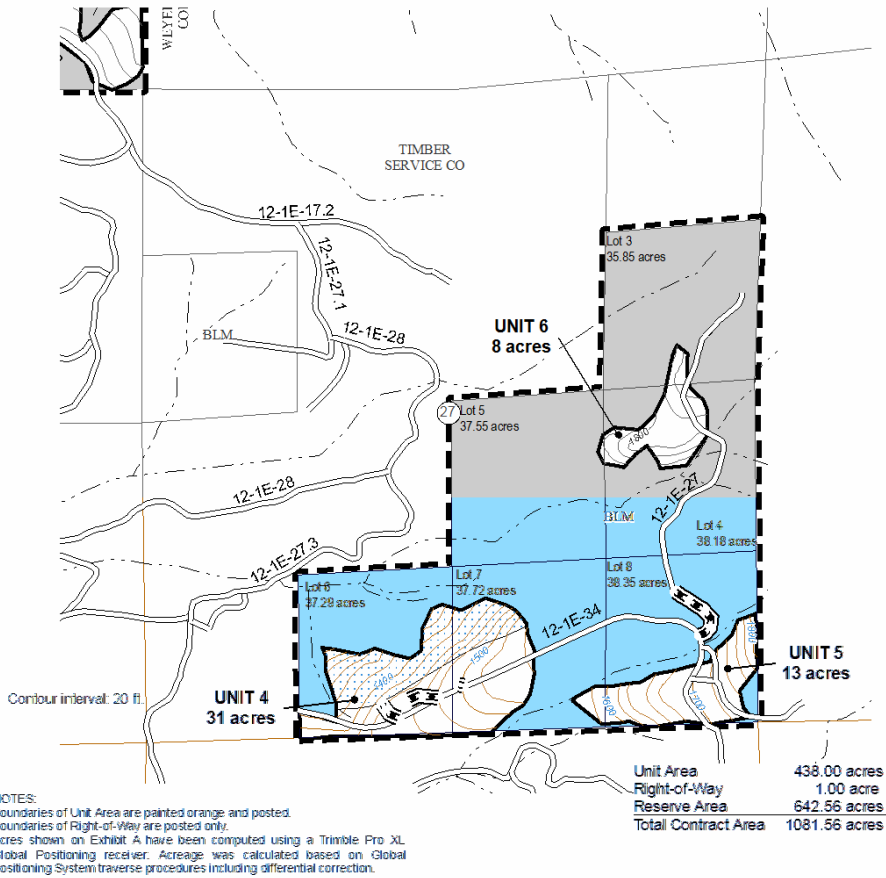 TIMBER
SERVICE CO
12-1E-17.2
12-1E-27.1
12-1E-28
BLM
Lot 3
35.85 acres
UNIT 6
8 acres
27
Lot 5
37.55 acres
1800
12-1E-28
12-1E-27
BLM
Lot 4
38.18 acres
12-1E-27.3
Lot 6
37.29 acres
Lot 7
37.72 acres
Lot 8
38.35 acres
12-1E-34
1500
1460
1600
UNIT 5
13 acres
Contour interval: 20 ft.
UNIT 4
31 acres
Unit Area 438.00 acres
Right-of-Way 1.00 acre
Reserve Area 642.56 acres
Total Contract Area 1081.56 acres
OTES:
oundaries of Unit Area are painted orange and posted.
oundaries of Right-of-Way are posted only.
cres shown on Exhibit A have been computed using a Trimble Pro XL
lobal Positioning receiver. Acreage was calculated based on Global
ositioning System traverse procedures including differential correction.